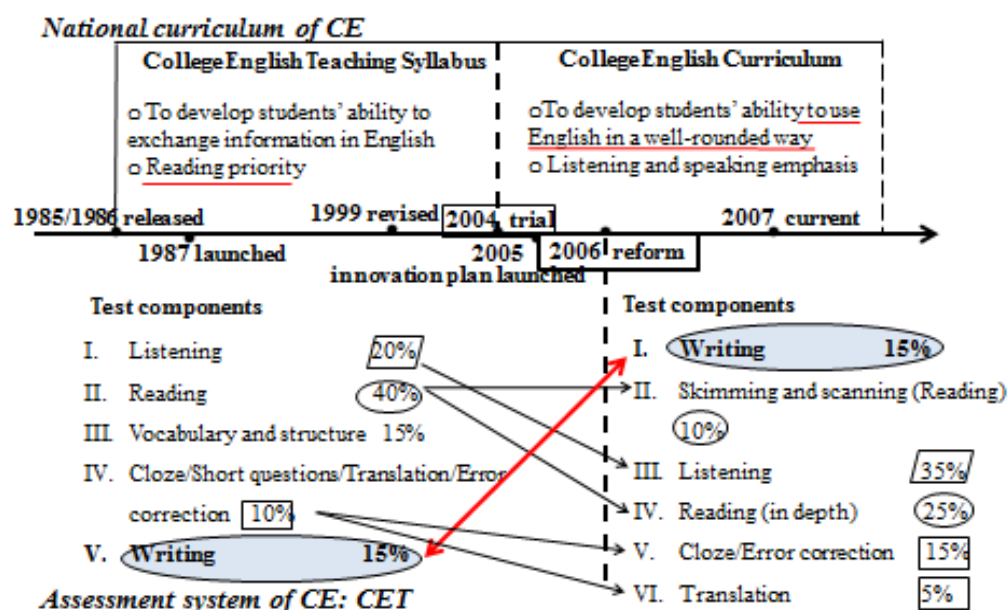 National curriculum of CE
College English Teaching Syllabus
o To develop students' ability to
exchange information in English
o Reading priority
College English Curriculum
oTo develop students' ability to use
English in a well-rounded way
o Listening and speaking emphasis
1985/1986 released
1999 revised
2004 trial
2007 current
1987 launched
2005
innovation plan launched
2006 reform
Test components
I. Listening 20%
II. Reading 40%
III. Vocabulary and structure 15%
IV. Cloze/Short questions/Translation/Error
correction 10%
V. Writing 15%
Test components
I. Writing 15%
II. Skimming and scanning (Reading)
10%
III. Listening 35%
IV. Reading (in depth) 25%
V. Cloze/Error correction 15%
VI. Translation 5%
Assessment system of CE: CET